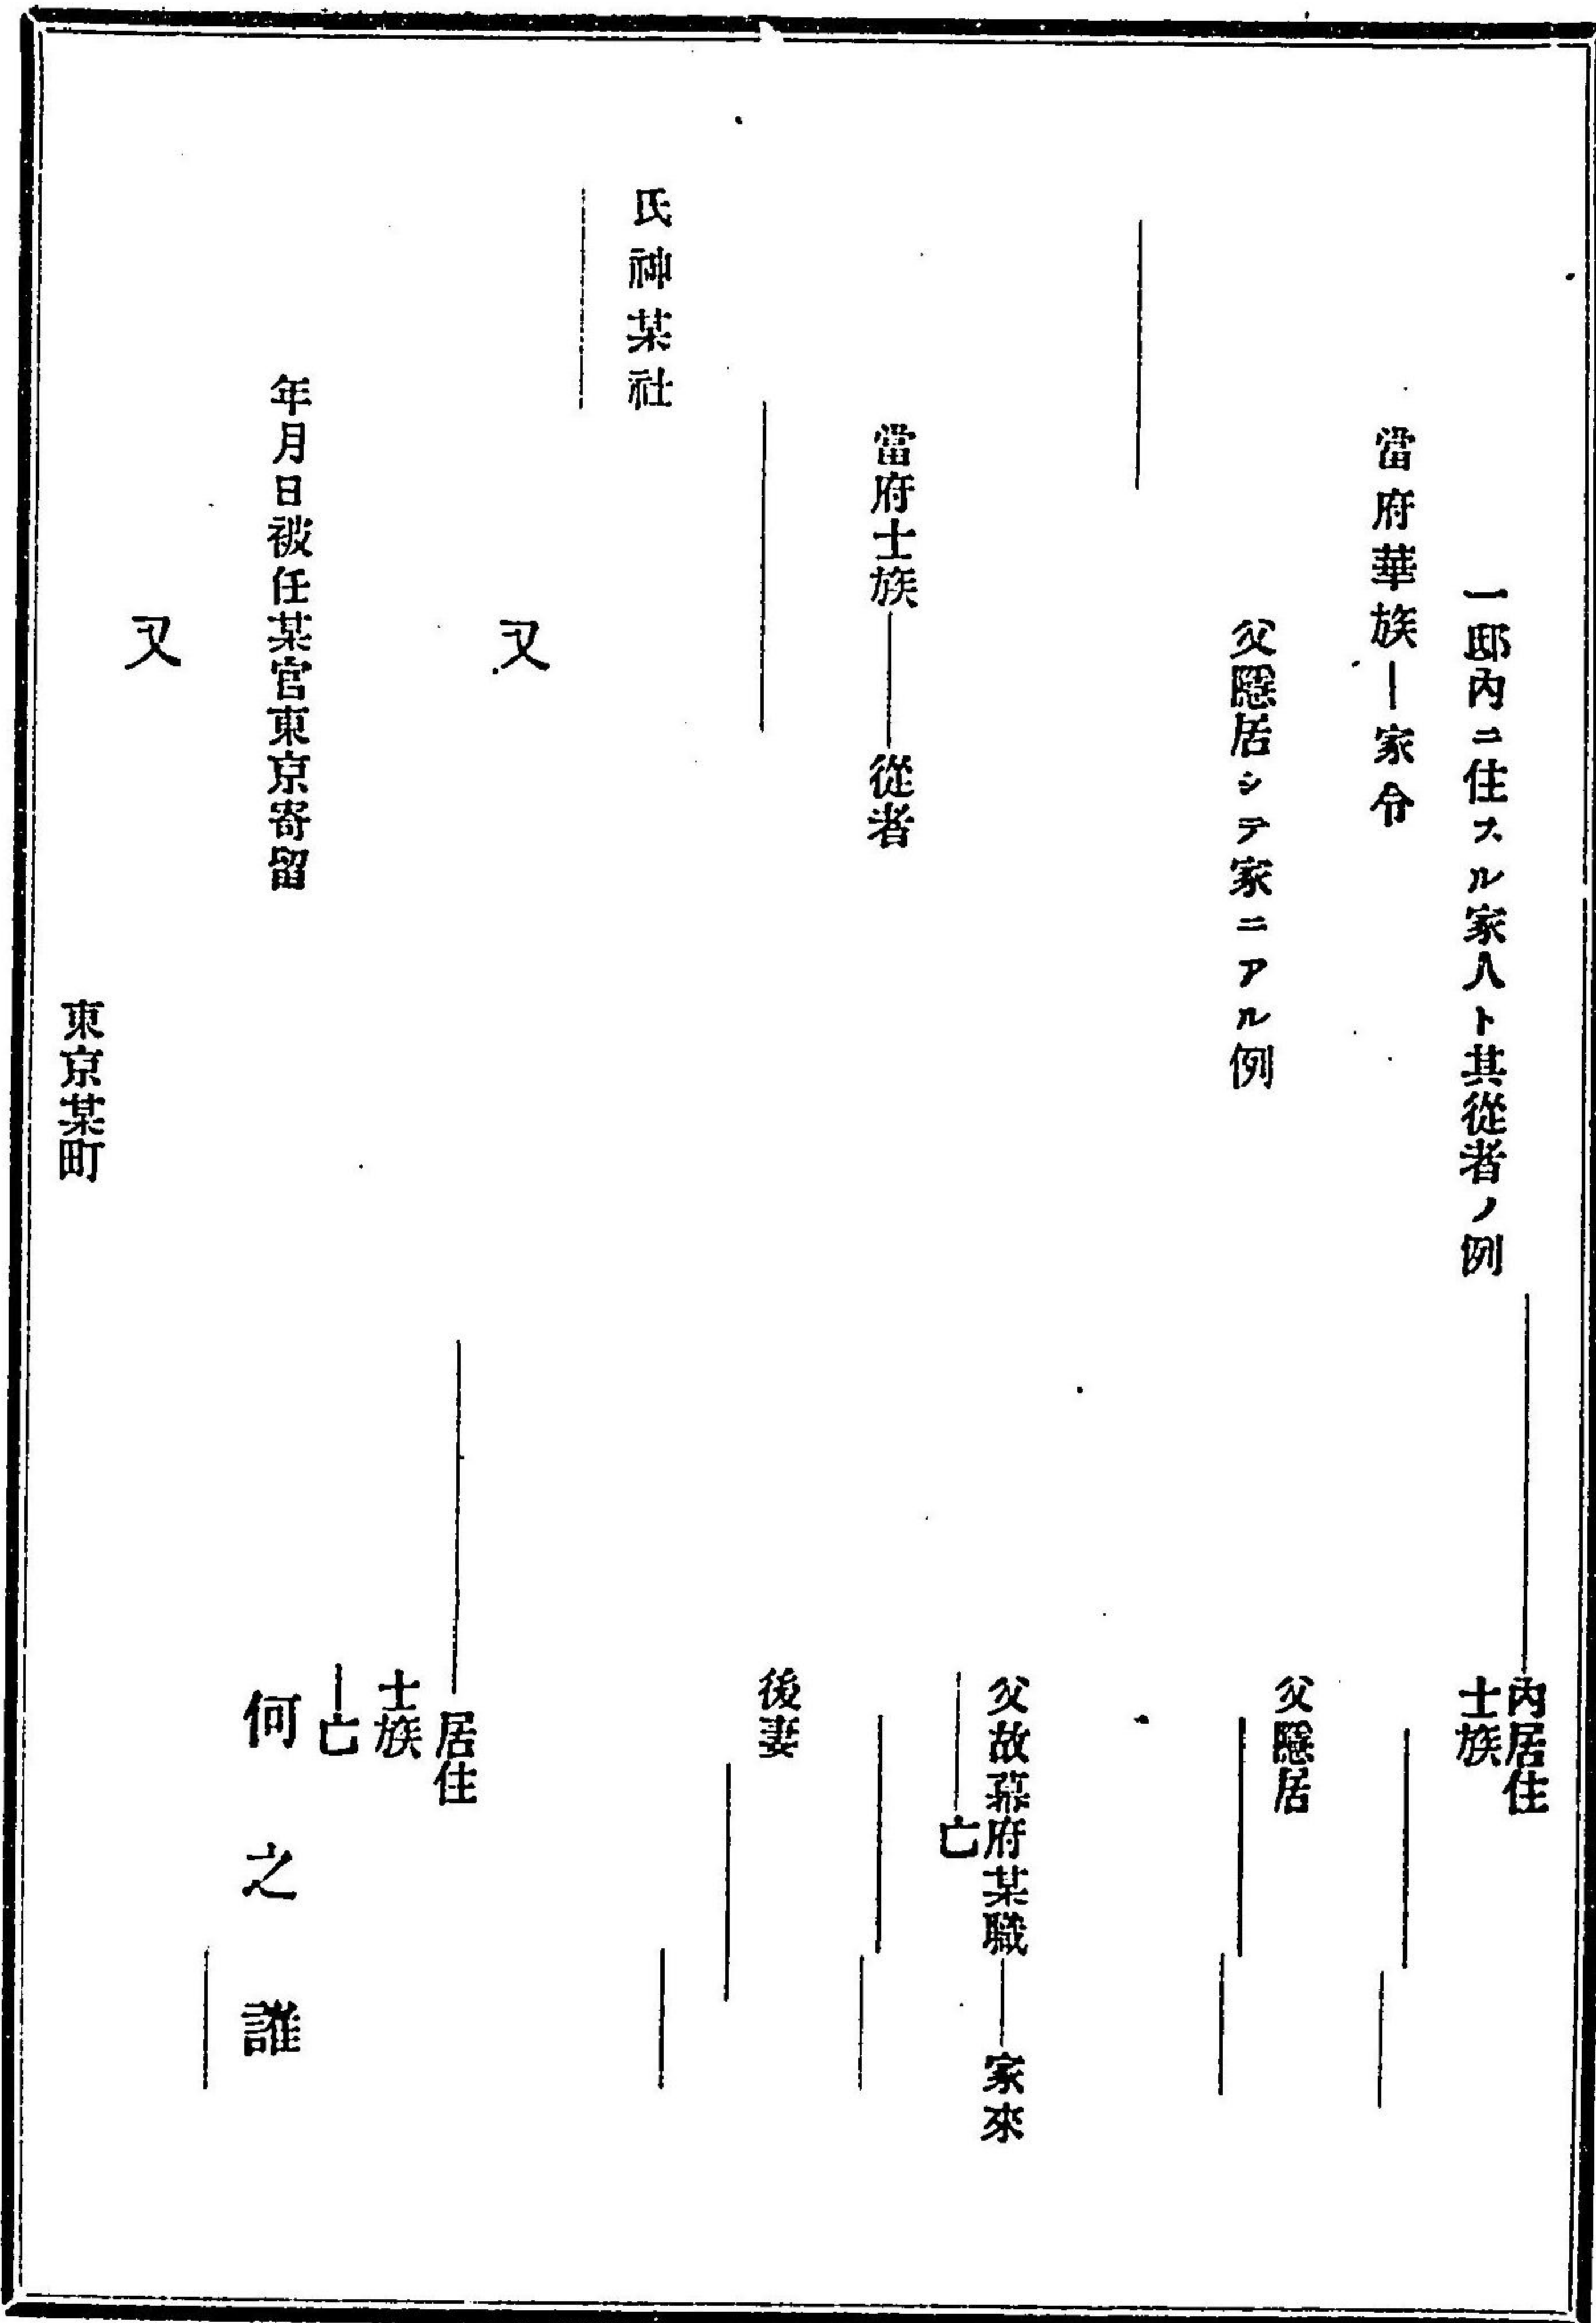 一邸內ニ住スル家人ト其從者ノ例
內居住
士族
當府華族―家令
父隱居シテ家ニアル例
父隱居
父故幕府某職―家來
―亡
當府士族―從者
後妻
氏神某社
又
居住
士族
―亡
年月日被任某官東京寄留
何之誰
又
東京某町